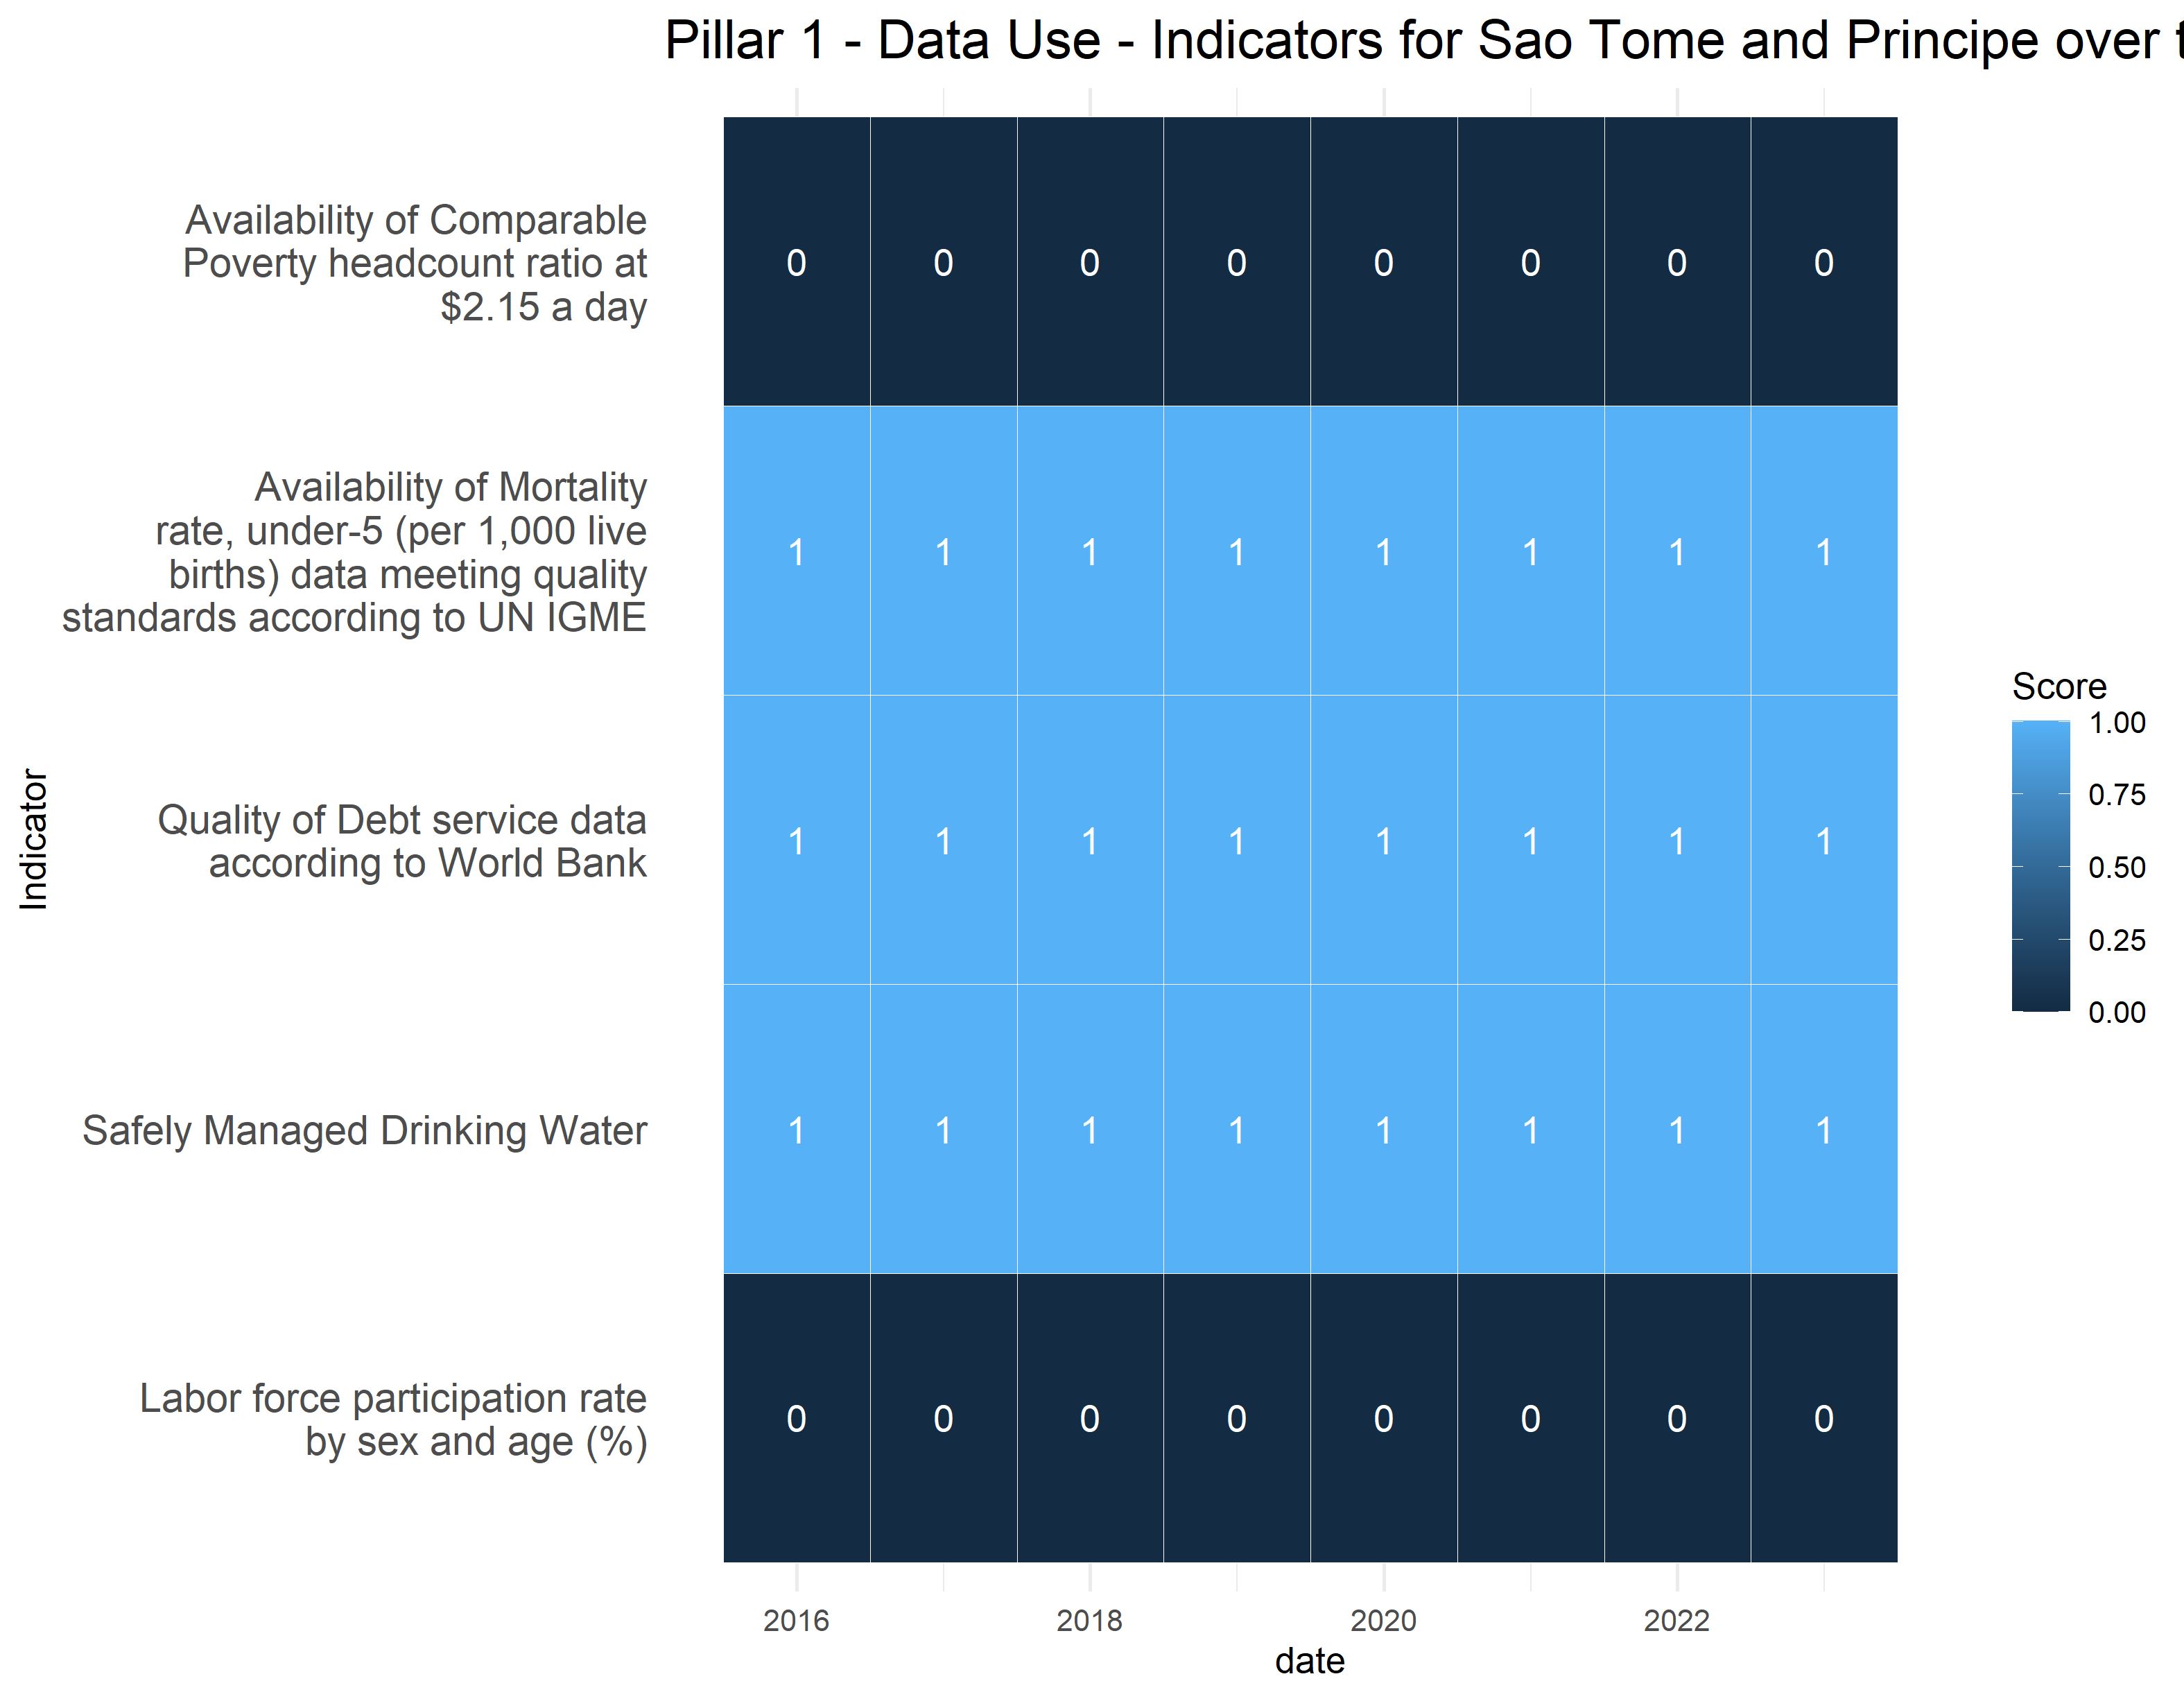 Pillar 1 - Data Use - Indicators for Sao Tome and Principe over t
Availability of Comparable
Poverty headcount ratio at
$2.15 a day
0 0 0 0 0 0 0 0
Availability of Mortality
rate, under-5 (per 1,000 live
births) data meeting quality
standards according to UN IGME
1 1 1 1 1 1 1 1
Quality of Debt service data
according to World Bank
1 1 1 1 1 1 1 1
Safely Managed Drinking Water
1 1 1 1 1 1 1 1
Labor force participation rate
by sex and age (%)
0 0 0 0 0 0 0 0
Indicator
2016 2018 2020 2022
date
Score
1.00
0.75
0.50
0.25
0.00